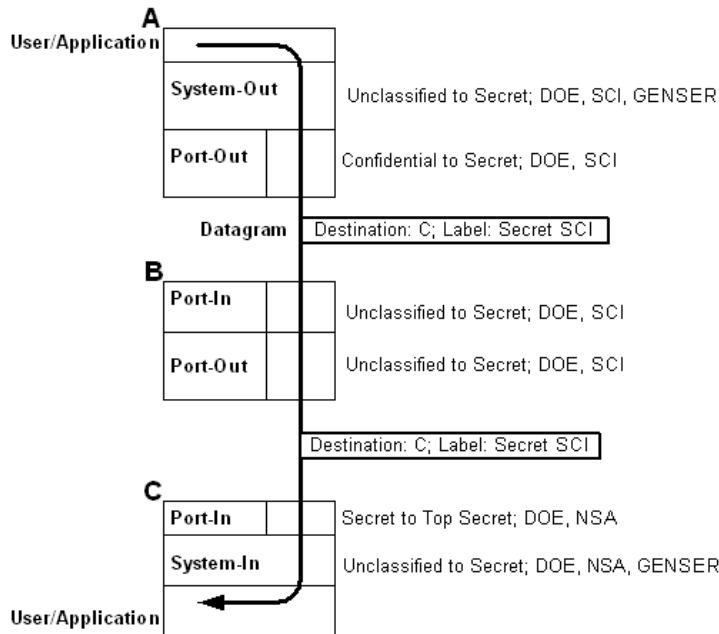 A
User/Application
System-Out
Unclassified to Secret; DOE, SCI, GENSER
Port-Out
Confidential to Secret; DOE, SCI
Datagram
Destination: C; Label: Secret SCI
B
Port-In
Unclassified to Secret; DOE, SCI
Port-Out
Unclassified to Secret; DOE, SCI
Destination: C; Label: Secret SCI
C
Port-In
Secret to Top Secret; DOE, NSA
System-In
Unclassified to Secret; DOE, NSA, GENSER
User/Application